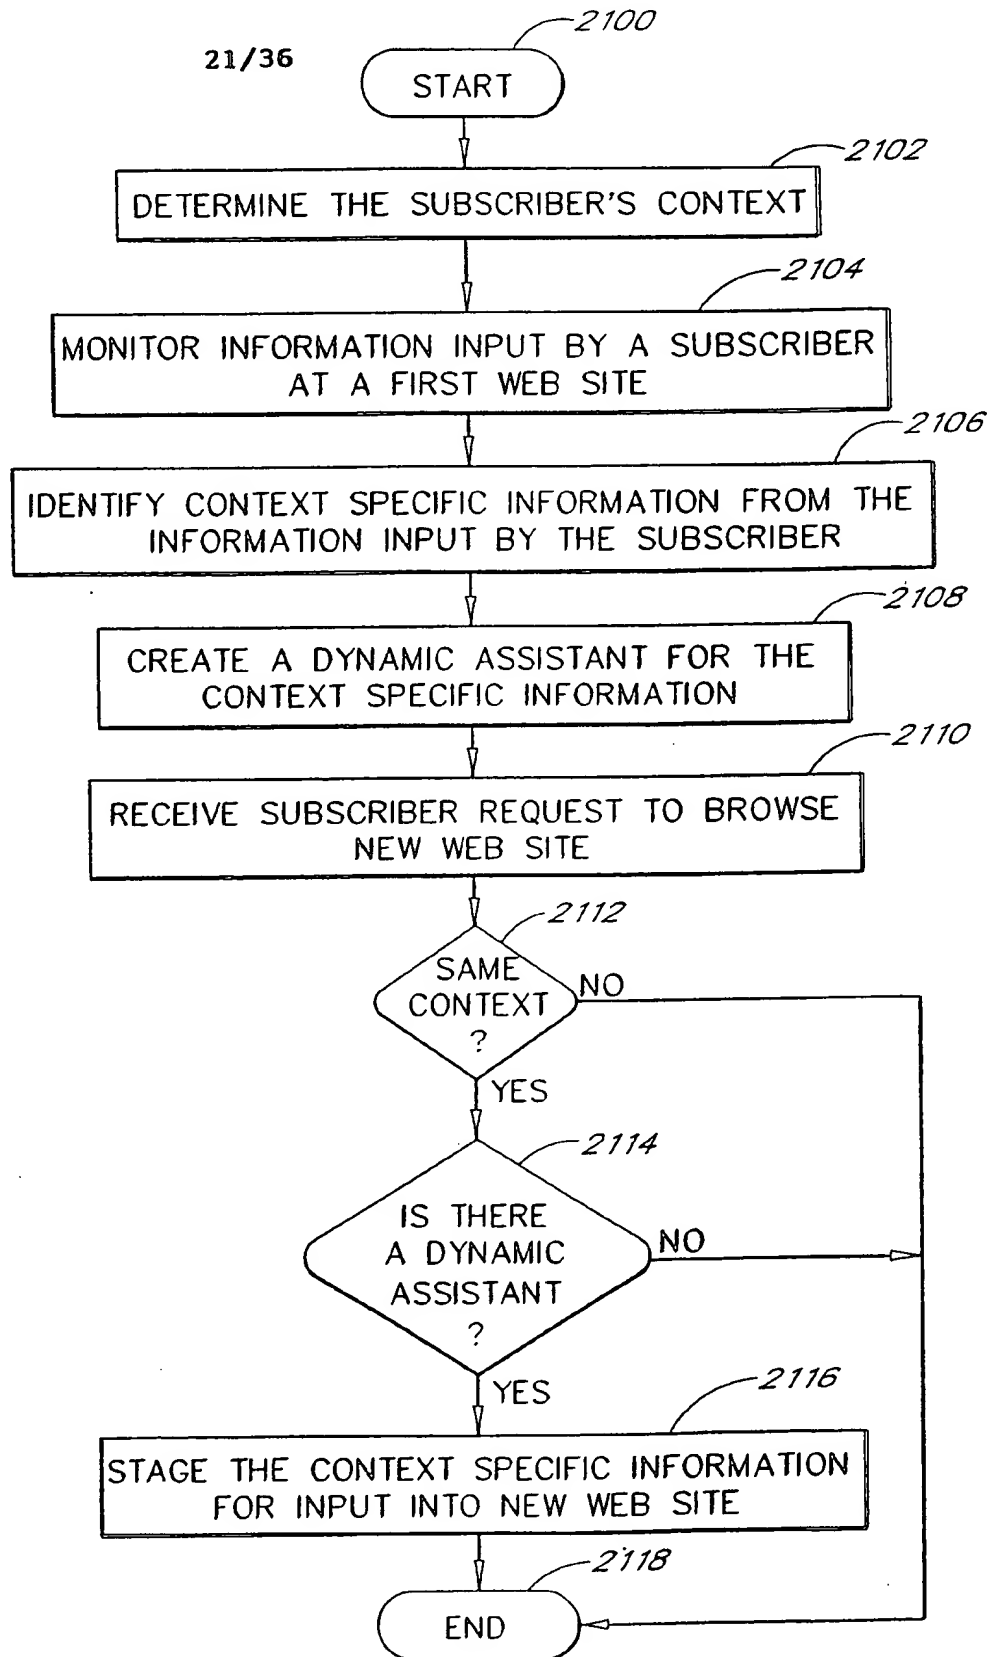 2100
21/36
START
2102
DETERMINE THE SUBSCRIBER'S CONTEXT
2104
MONITOR INFORMATION INPUT BY A SUBSCRIBER
AT A FIRST WEB SITE
2106
IDENTIFY CONTEXT SPECIFIC INFORMATION FROM THE
INFORMATION INPUT BY THE SUBSCRIBER
2108
CREATE A DYNAMIC ASSISTANT FOR THE
CONTEXT SPECIFIC INFORMATION
2110
RECEIVE SUBSCRIBER REQUEST TO BROWSE
NEW WEB SITE
2112
SAME
CONTEXT
?
NO
YES
2114
IS THERE
A DYNAMIC
ASSISTANT
?
NO
YES
2116
STAGE THE CONTEXT SPECIFIC INFORMATION
FOR INPUT INTO NEW WEB SITE
2118
END